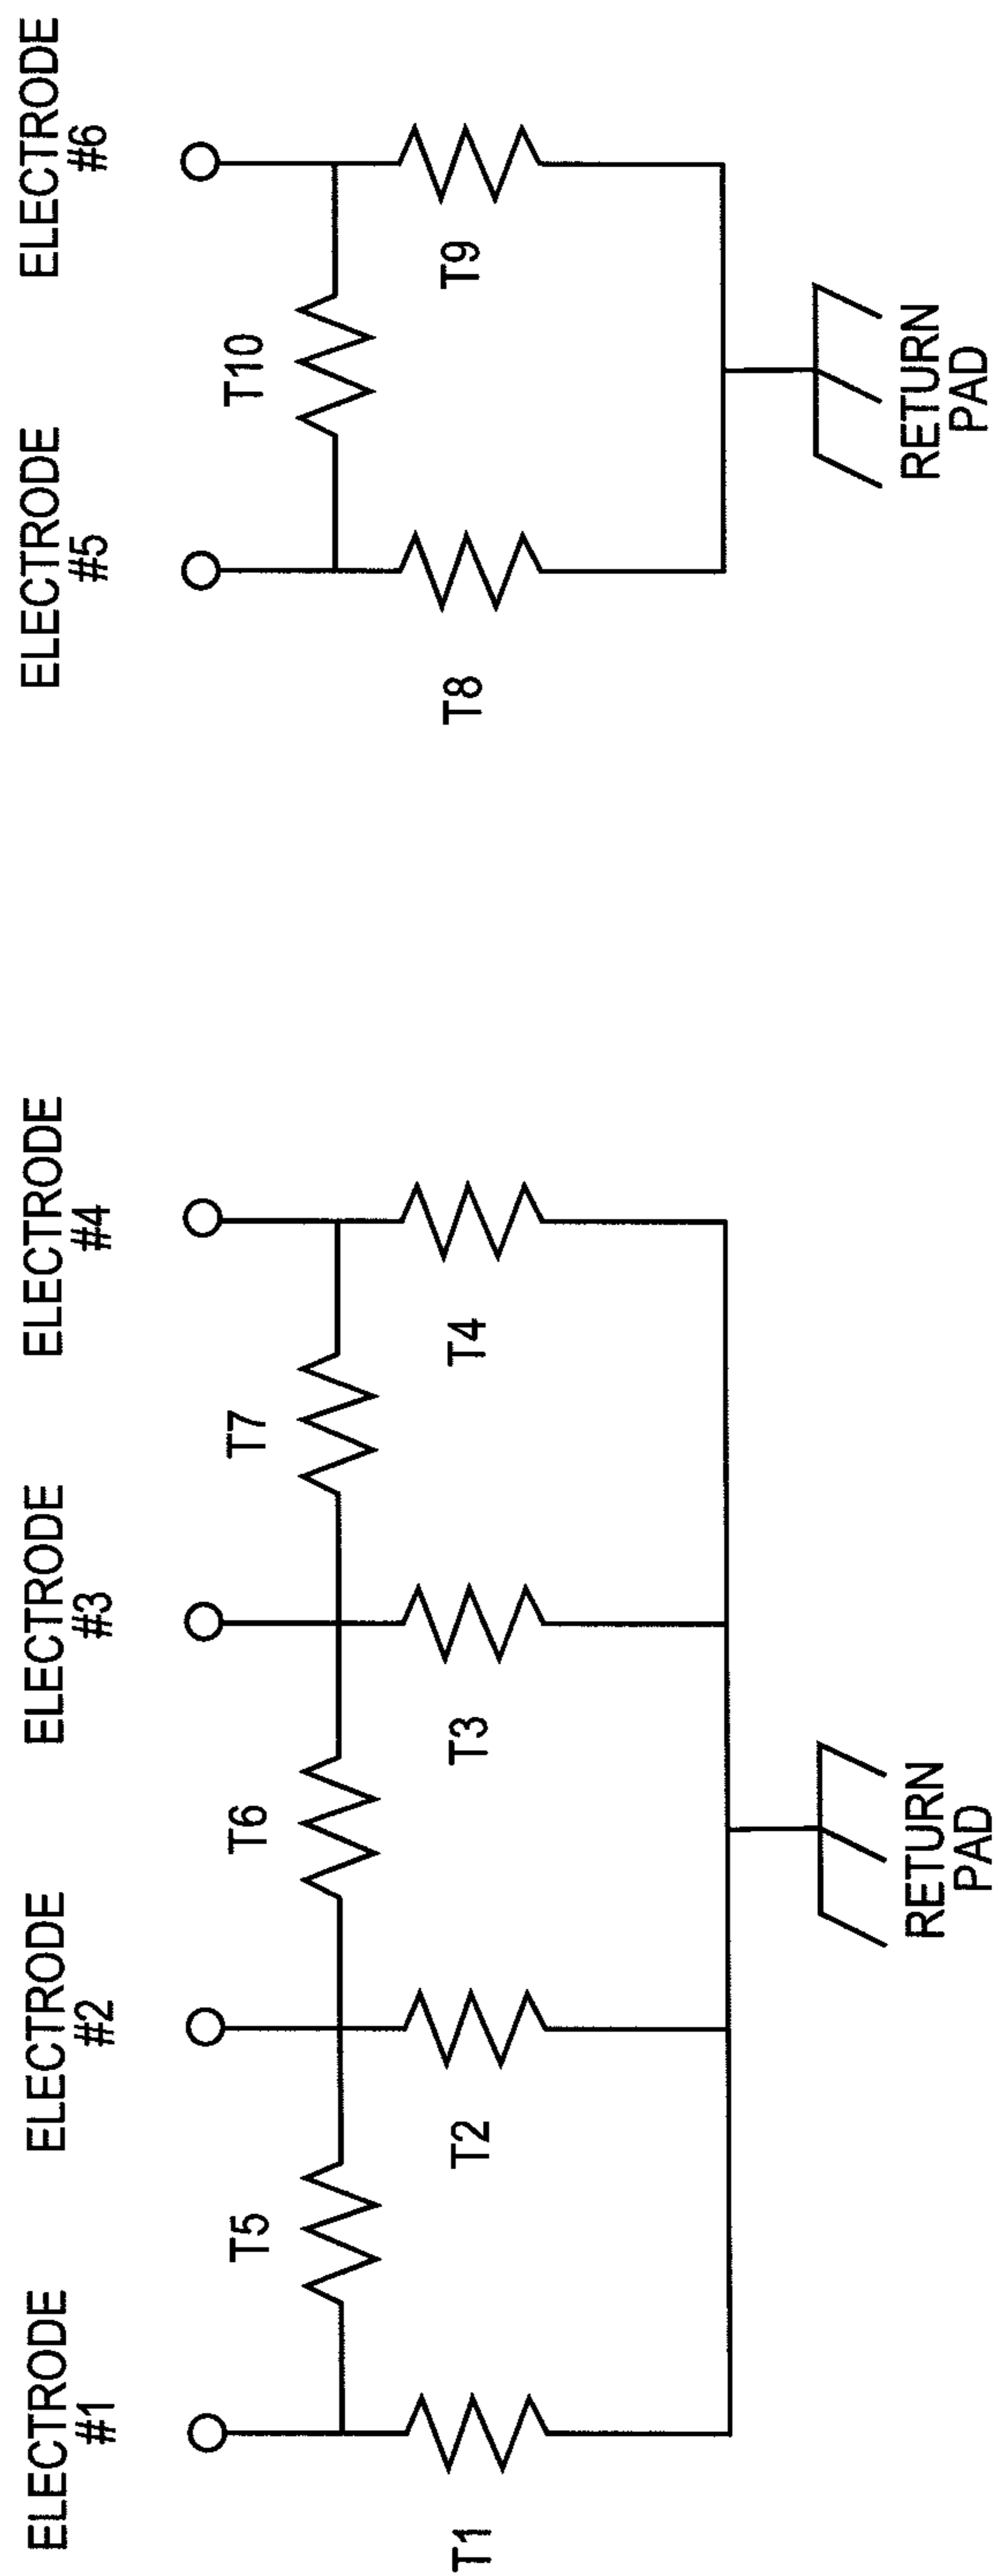 ELECTRODE
#1
ELECTRODE
#2
ELECTRODE
#3
ELECTRODE
#4
ELECTRODE
#5
ELECTRODE
#6
T5
T6
T7
T10
T1
T2
T3
T4
T8
T9
RETURN
PAD
RETURN
PAD